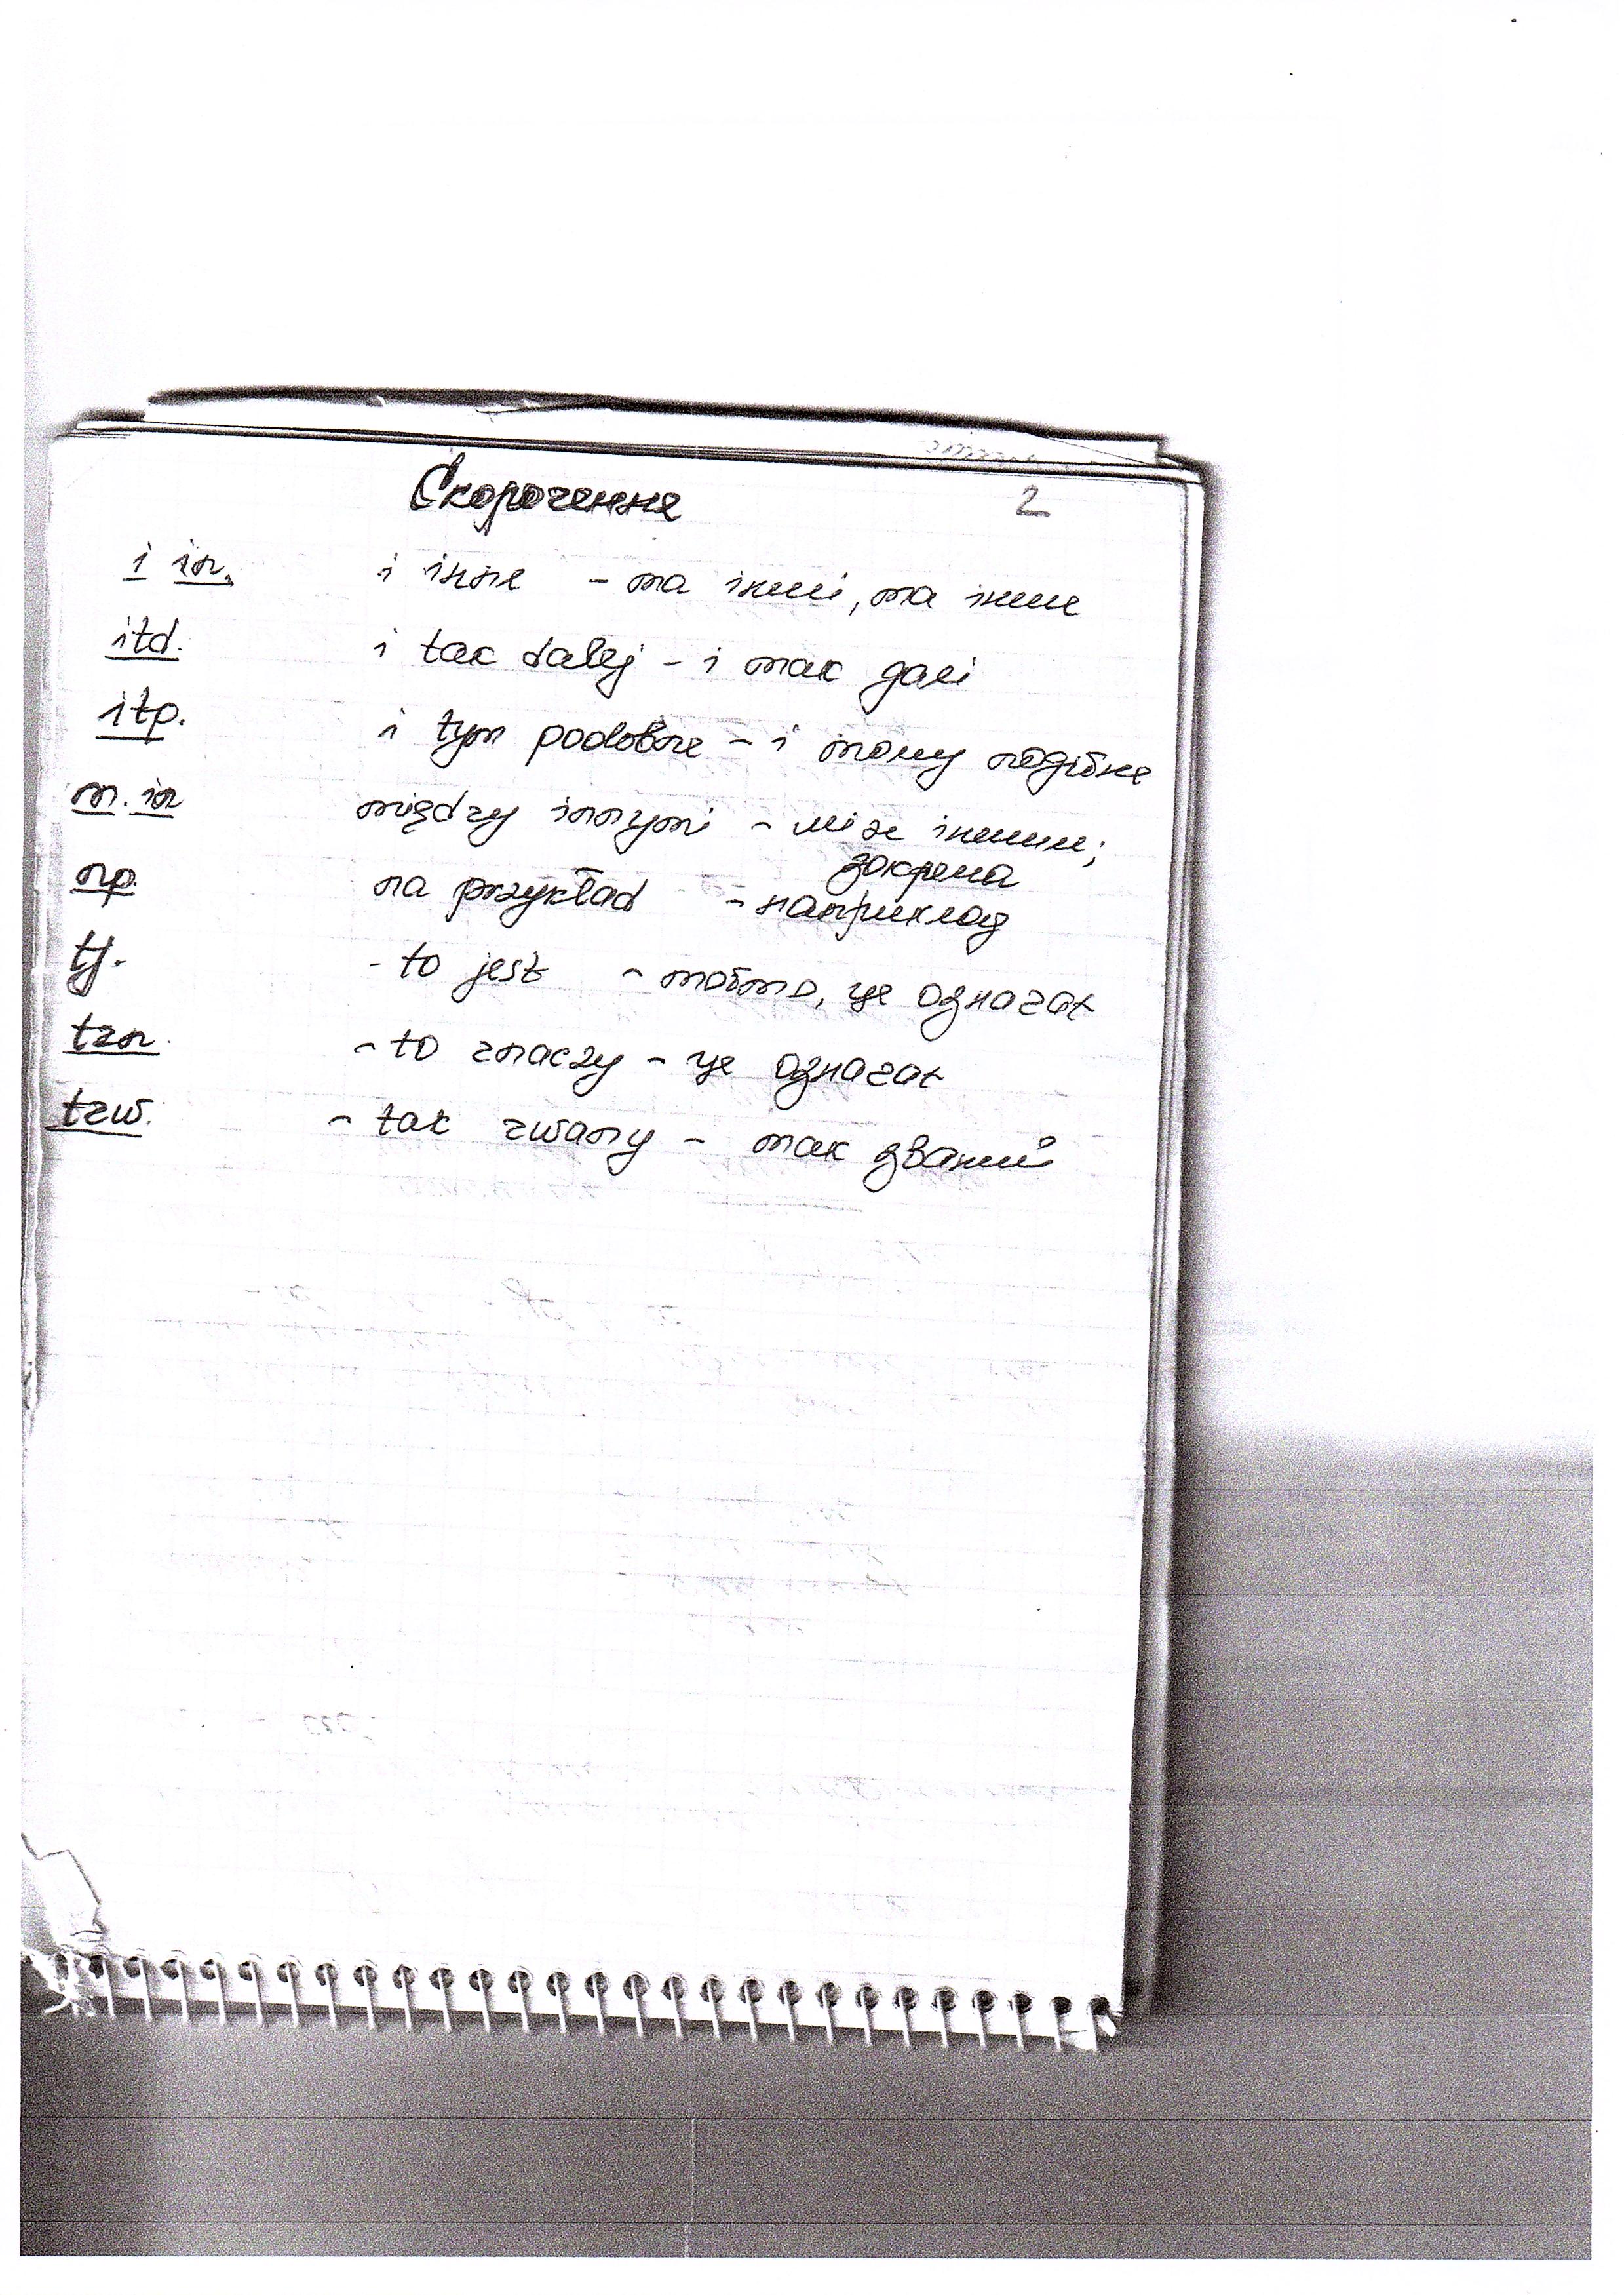 Скорочення 2
i in. i inne - та інші, та інше
itd. i tak dalej - і так далі
itp. i tym podobne - і тому подібне
m.in między innymi - між іншим;
зокрема
np. na przykład - наприклад
tj. - to jest - тобто, це означає
tzn. - to znaczy - це означає
tzw. - tak zwany - так званий